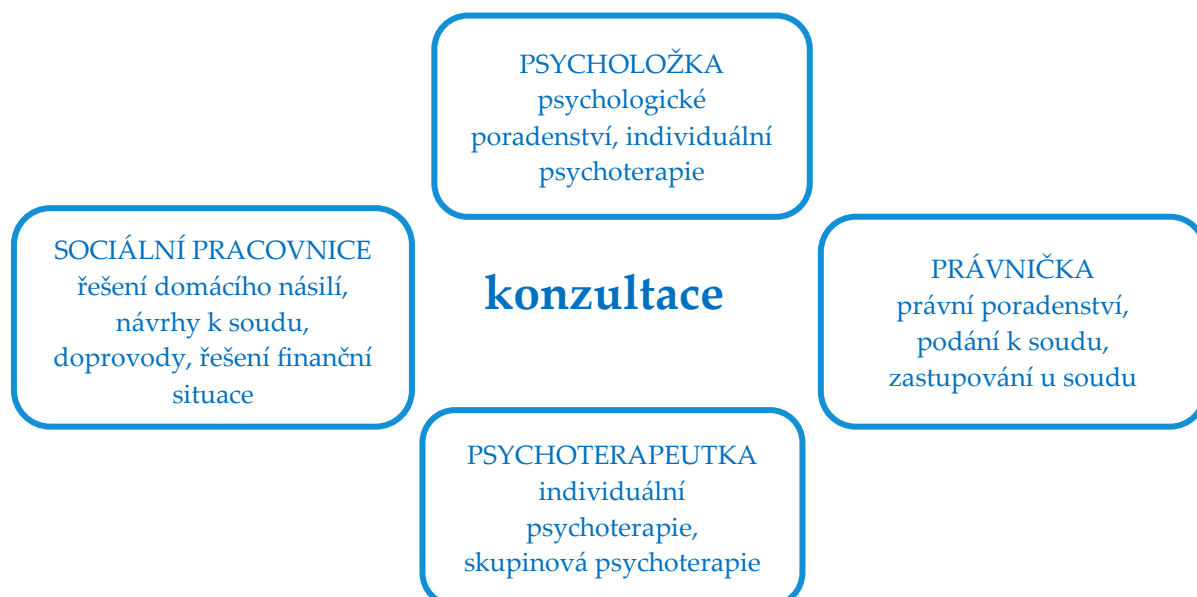 PSYCHOLOŽKA
psychologické
poradenství, individuální
psychoterapie
SOCIÁLNÍ PRACOVNICE
řešení domácího násilí,
návrhy k soudu,
doprovody, řešení finanční
situace
konzultace
PRÁVNIČKA
právní poradenství,
podání k soudu,
zastupování u soudu
PSYCHOTERAPEUTKA
individuální
psychoterapie,
skupinová psychoterapie